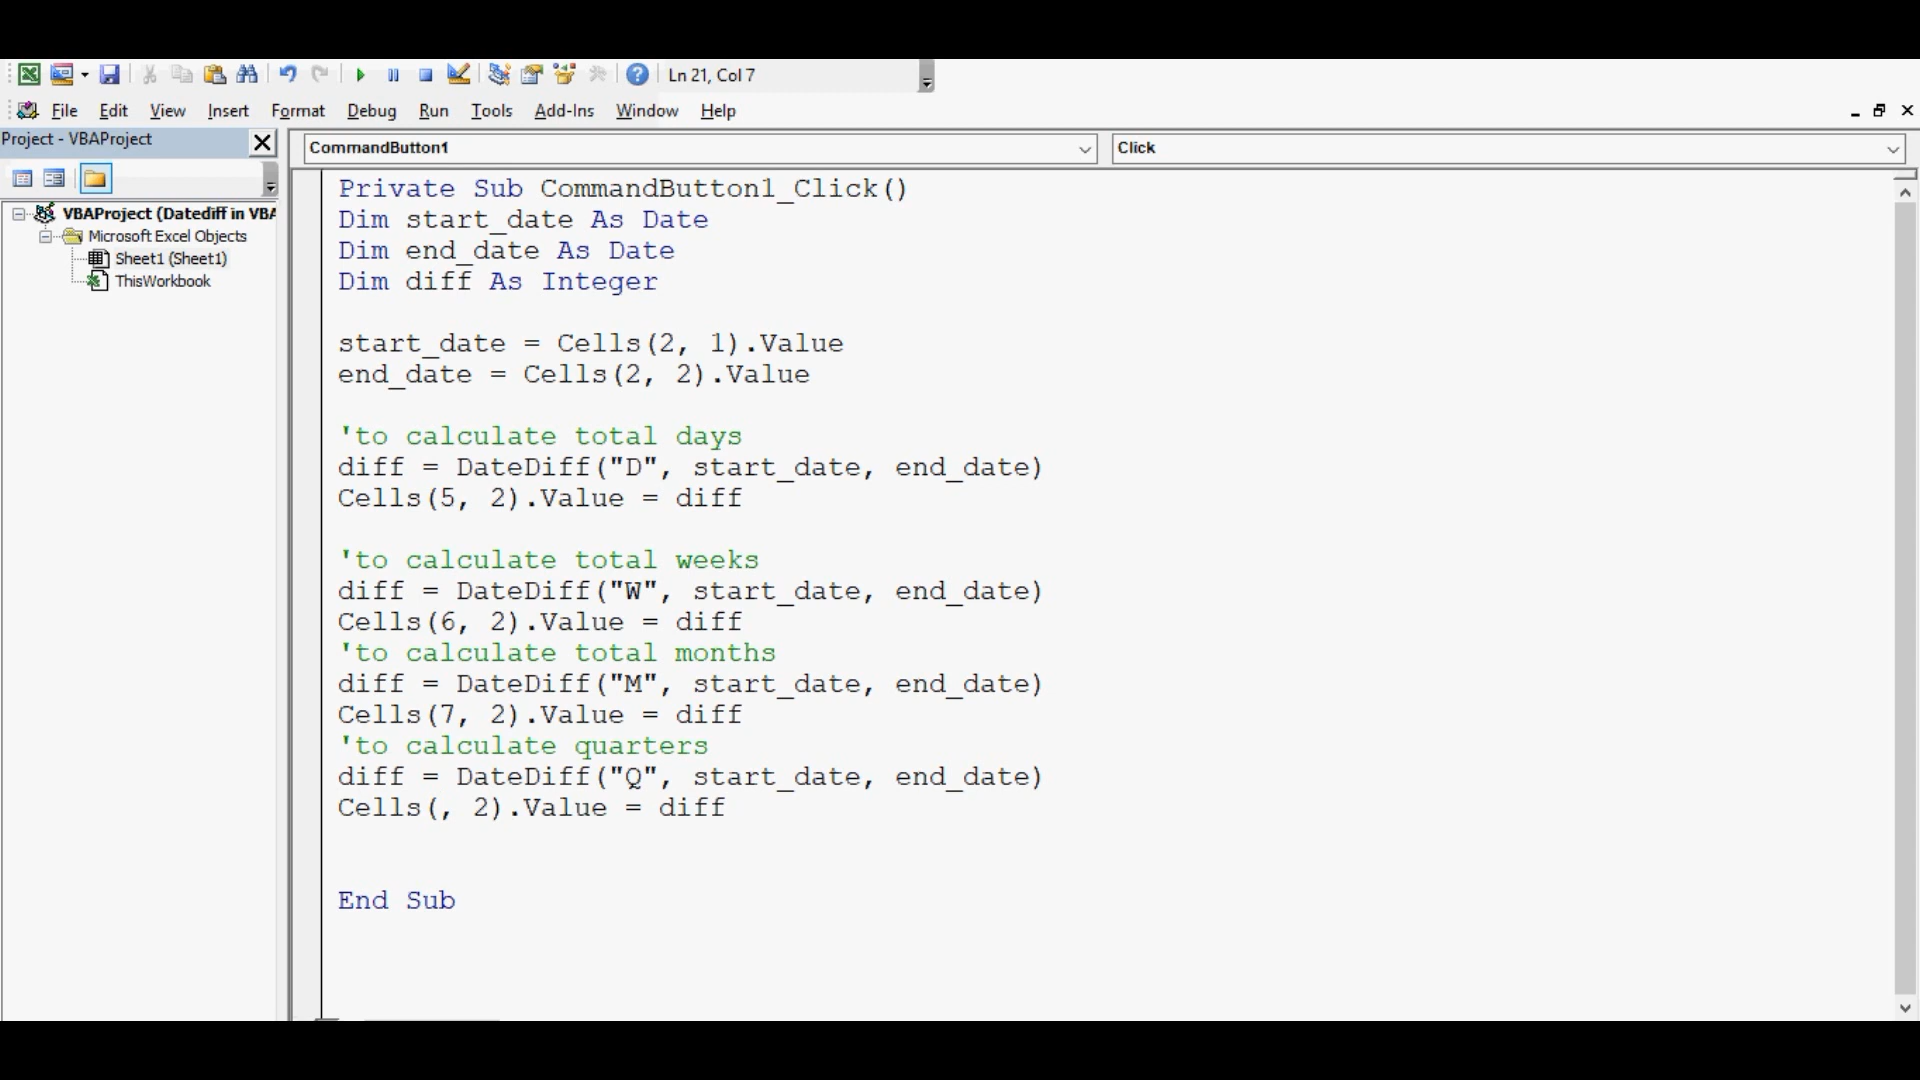 Ln 21, Col 7
File Edit View Insert Format Debug Run Tools Add-Ins Window Help
Project - VBAProject
CommandButton1
Click
VBAProject (Datediff in VBA
Microsoft Excel Objects
Sheet1 (Sheet1)
ThisWorkbook
Private Sub CommandButton1_Click()
Dim start_date As Date
Dim end_date As Date
Dim diff As Integer
start_date = Cells(2, 1).Value
end_date = Cells(2, 2).Value
'to calculate total days
diff = DateDiff("D", start_date, end_date)
Cells(5, 2).Value = diff
'to calculate total weeks
diff = DateDiff("W", start_date, end_date)
Cells(6, 2).Value = diff
'to calculate total months
diff = DateDiff("M", start_date, end_date)
Cells(7, 2).Value = diff
'to calculate quarters
diff = DateDiff("Q", start_date, end_date)
Cells(, 2).Value = diff
End Sub